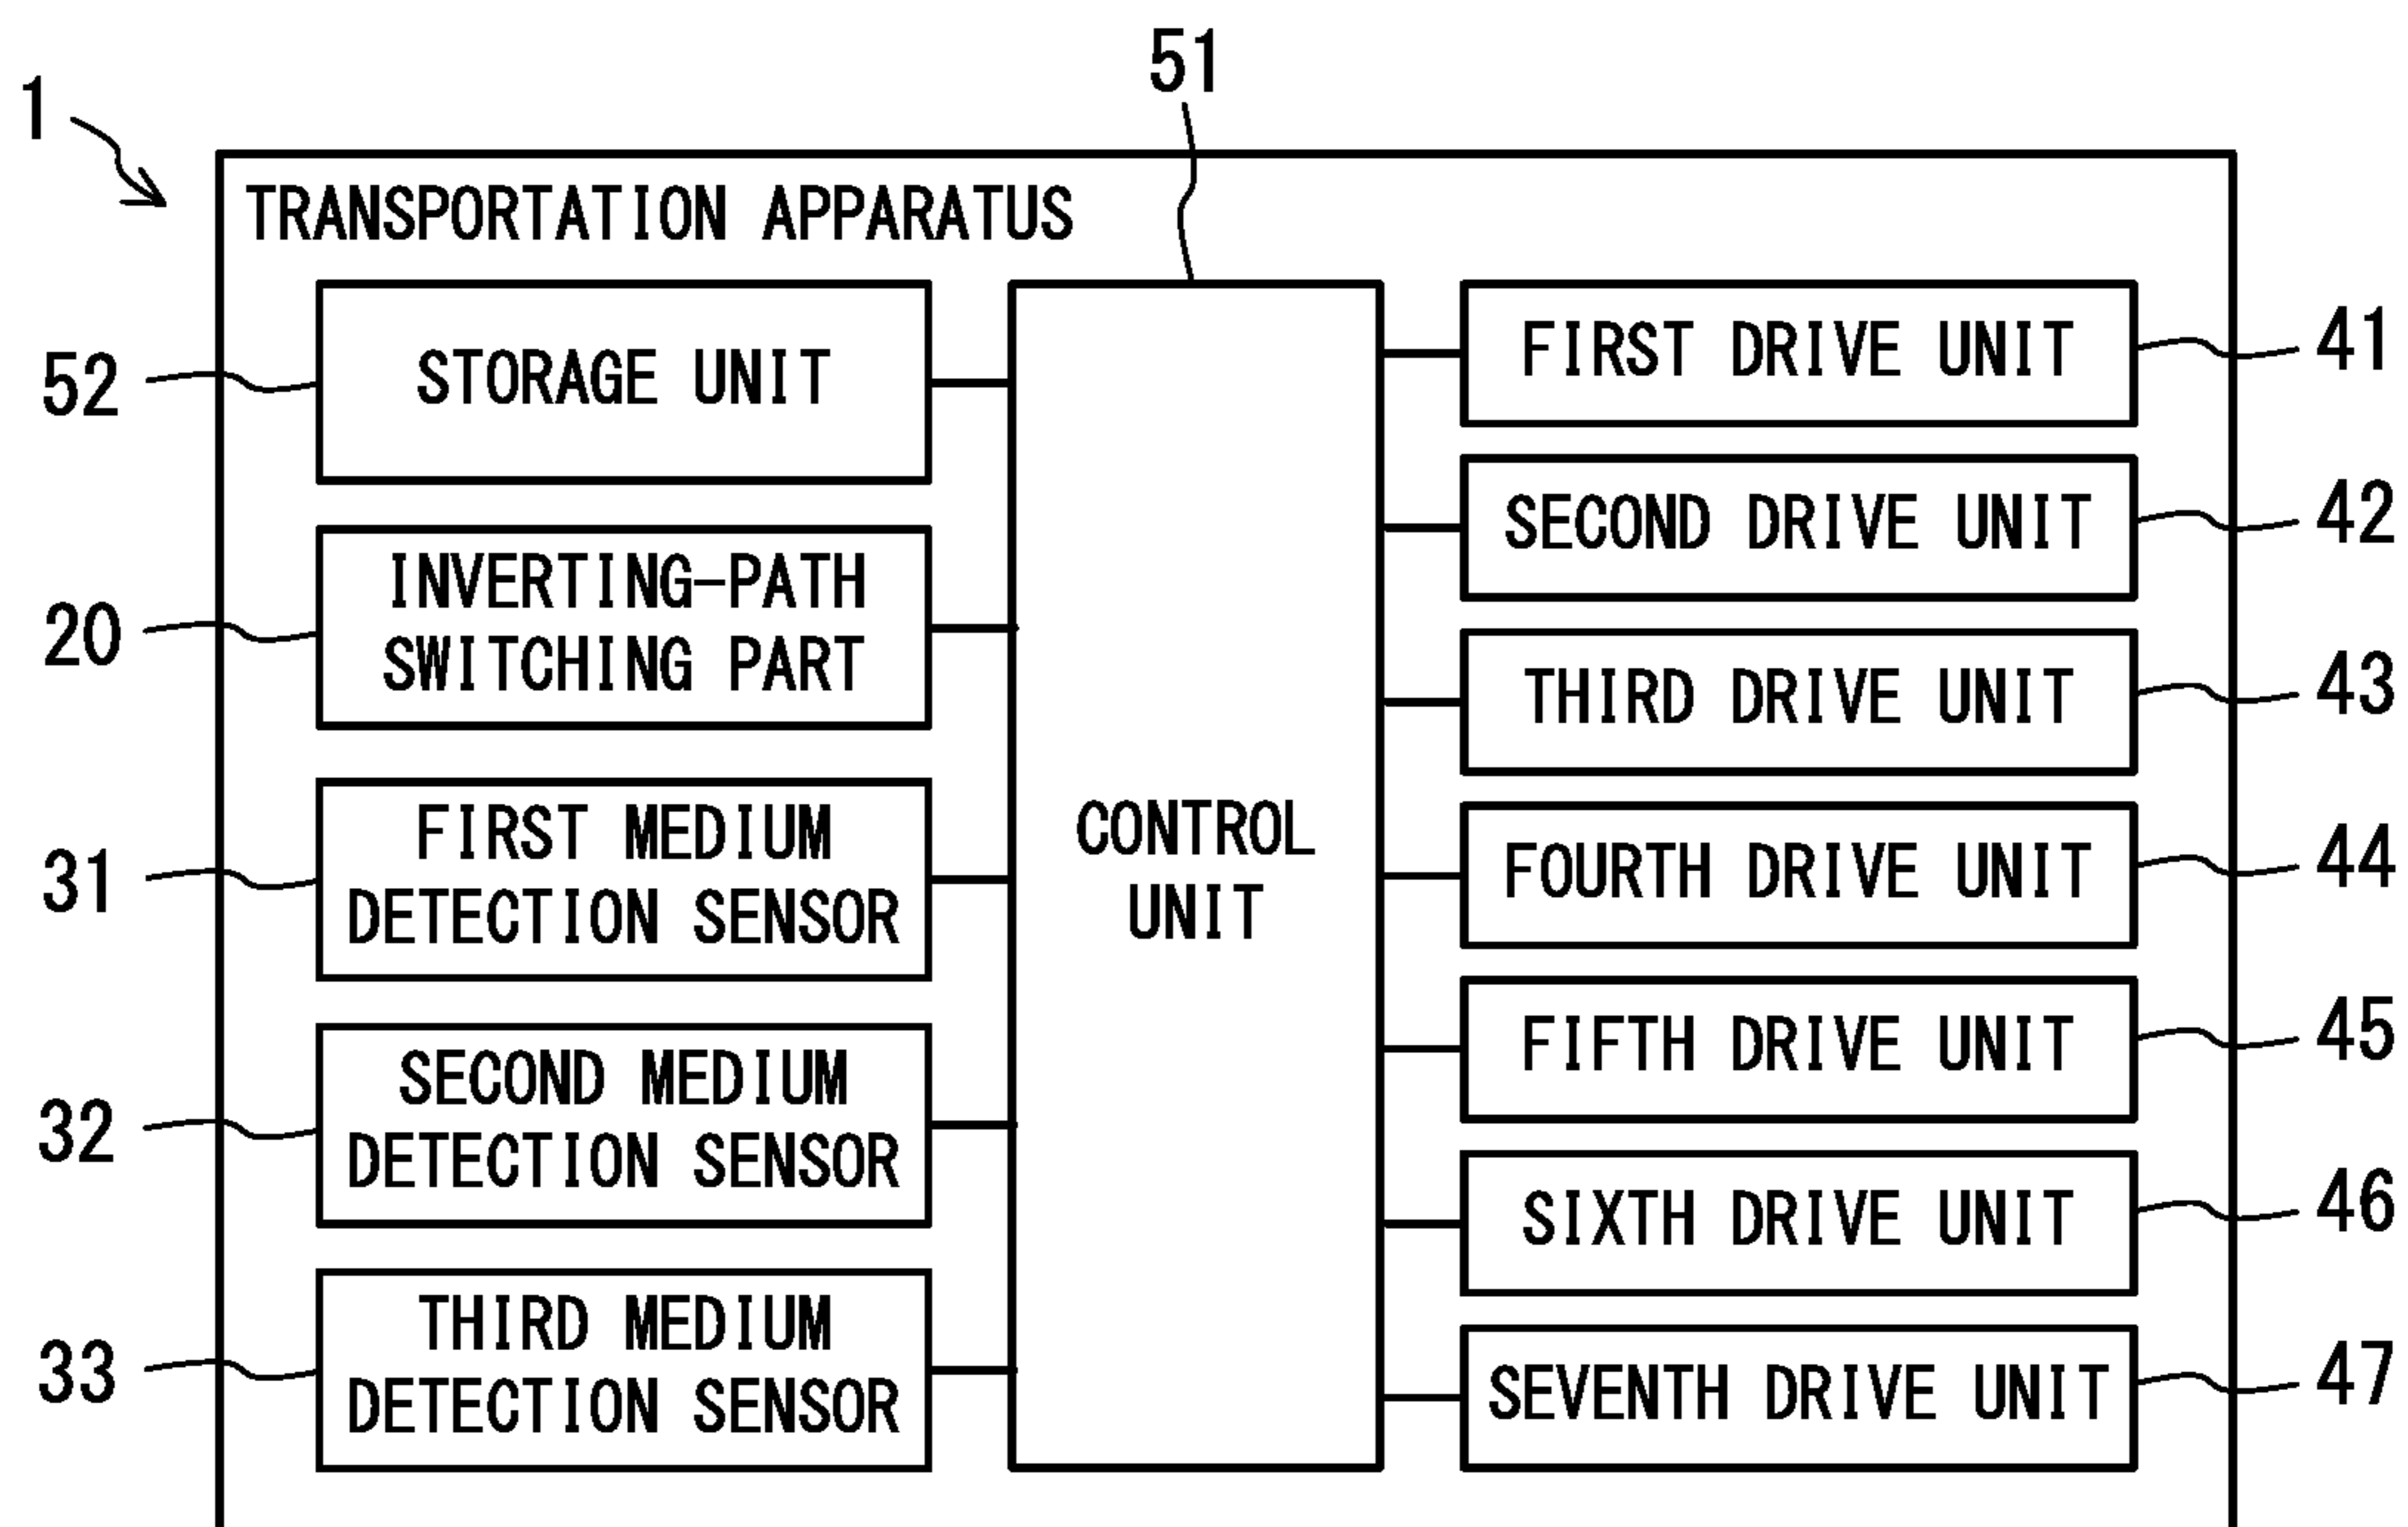 51
1
TRANSPORTATION APPARATUS
52
STORAGE UNIT
20
INVERTING-PATH
SWITCHING PART
31
FIRST MEDIUM
DETECTION SENSOR
32
SECOND MEDIUM
DETECTION SENSOR
33
THIRD MEDIUM
DETECTION SENSOR
CONTROL
UNIT
FIRST DRIVE UNIT
41
SECOND DRIVE UNIT
42
THIRD DRIVE UNIT
43
FOURTH DRIVE UNIT
44
FIFTH DRIVE UNIT
45
SIXTH DRIVE UNIT
46
SEVENTH DRIVE UNIT
47